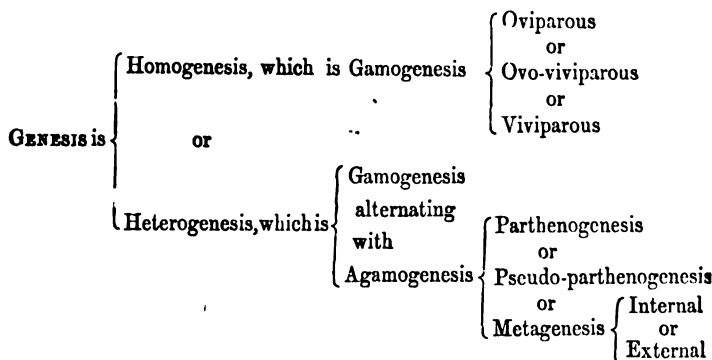 Oviparous
or
Homogenesis, which is Gamogenesis Ovo-viviparous
or
Viviparous
GENESIS is or
Gamogenesis
alternating
Heterogenesis, which is with
Parthenogenesis
or
Agamogenesis Pseudo-parthenogenesis
or
Metagenesis Internal
or
External